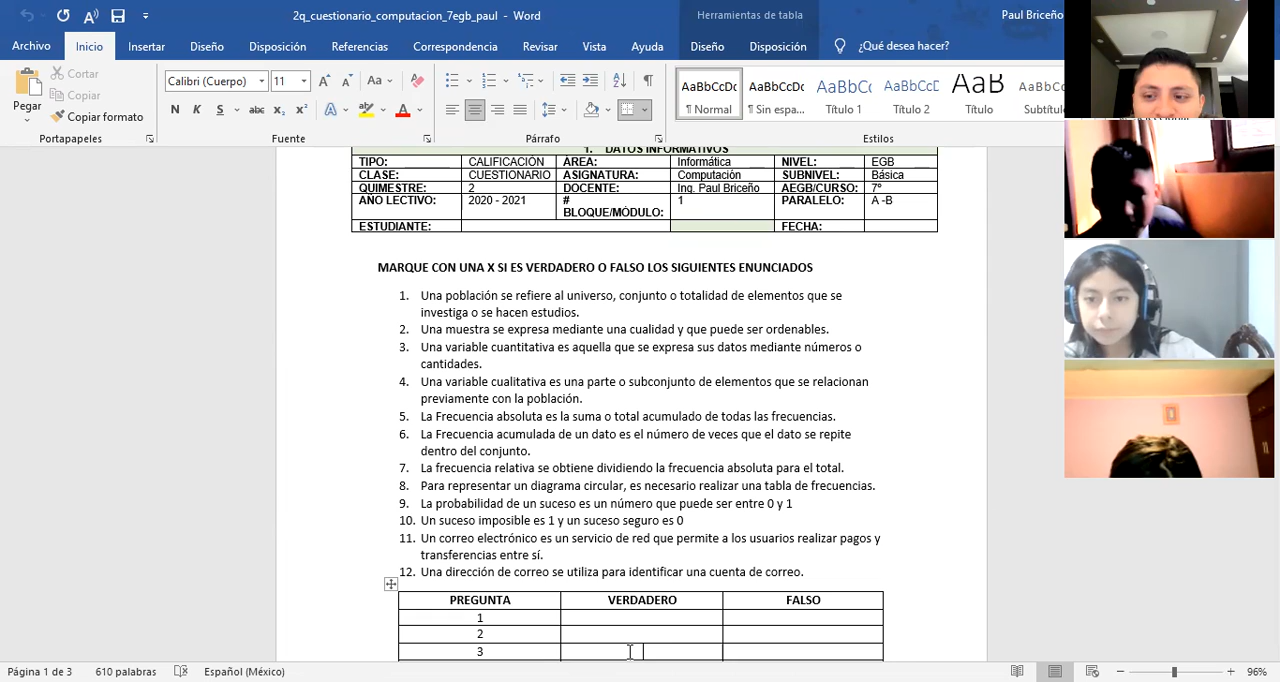 2q_cuestionario_computacion_7egb_paul - Word
Herramientas de tabla
Paul Briceño
Archivo Inicio Insertar Diseño Disposición Referencias Correspondencia Revisar Vista Ayuda Diseño Disposición ¿Qué desea hacer?
Pegar
Cortar
Copiar
Copiar formato
Portapapeles
Calibri (Cuerpo) 11
N K S abc x₂ x²
Fuente
Párrafo
AaBbCcDc AaBbCcDc AaBbC AaBbCcD AaB AaBbC
¶ Normal ¶ Sin espa... Título 1 Título 2 Título Subtítu
Estilos
1. DATOS INFORMATIVOS
TIPO: CALIFICACIÓN ÁREA: Informática NIVEL: EGB
CLASE: CUESTIONARIO ASIGNATURA: Computación SUBNIVEL: Básica
QUIMESTRE: 2 DOCENTE: Ing. Paul Briceño AEGB/CURSO: 7º
AÑO LECTIVO: 2020 - 2021 # BLOQUE/MÓDULO: 1 PARALELO: A -B
ESTUDIANTE: FECHA:
MARQUE CON UNA X SI ES VERDADERO O FALSO LOS SIGUIENTES ENUNCIADOS
1. Una población se refiere al universo, conjunto o totalidad de elementos que se
investiga o se hacen estudios.
2. Una muestra se expresa mediante una cualidad y que puede ser ordenables.
3. Una variable cuantitativa es aquella que se expresa sus datos mediante números o
cantidades.
4. Una variable cualitativa es una parte o subconjunto de elementos que se relacionan
previamente con la población.
5. La Frecuencia absoluta es la suma o total acumulado de todas las frecuencias.
6. La Frecuencia acumulada de un dato es el número de veces que el dato se repite
dentro del conjunto.
7. La frecuencia relativa se obtiene dividiendo la frecuencia absoluta para el total.
8. Para representar un diagrama circular, es necesario realizar una tabla de frecuencias.
9. La probabilidad de un suceso es un número que puede ser entre 0 y 1
10. Un suceso imposible es 1 y un suceso seguro es 0
11. Un correo electrónico es un servicio de red que permite a los usuarios realizar pagos y
transferencias entre sí.
12. Una dirección de correo se utiliza para identificar una cuenta de correo.
PREGUNTA VERDADERO FALSO
1
2
3
Página 1 de 3 610 palabras Español (México) 96%